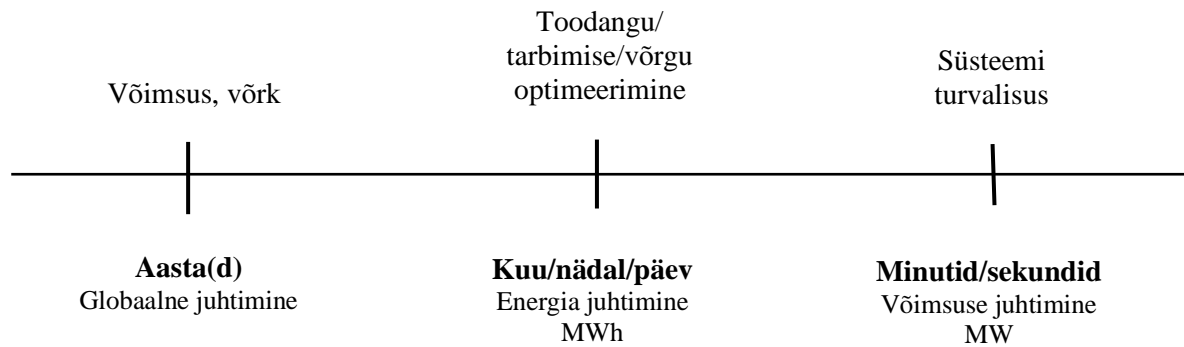 Võimsus, võrk
Toodangu/
tarbimise/võrgu
optimeerimine
Süsteemi
turvalisus
Aasta(d)
Globaalne juhtimine
Kuu/nädal/päev
Energia juhtimine
MWh
Minutid/sekundid
Võimsuse juhtimine
MW